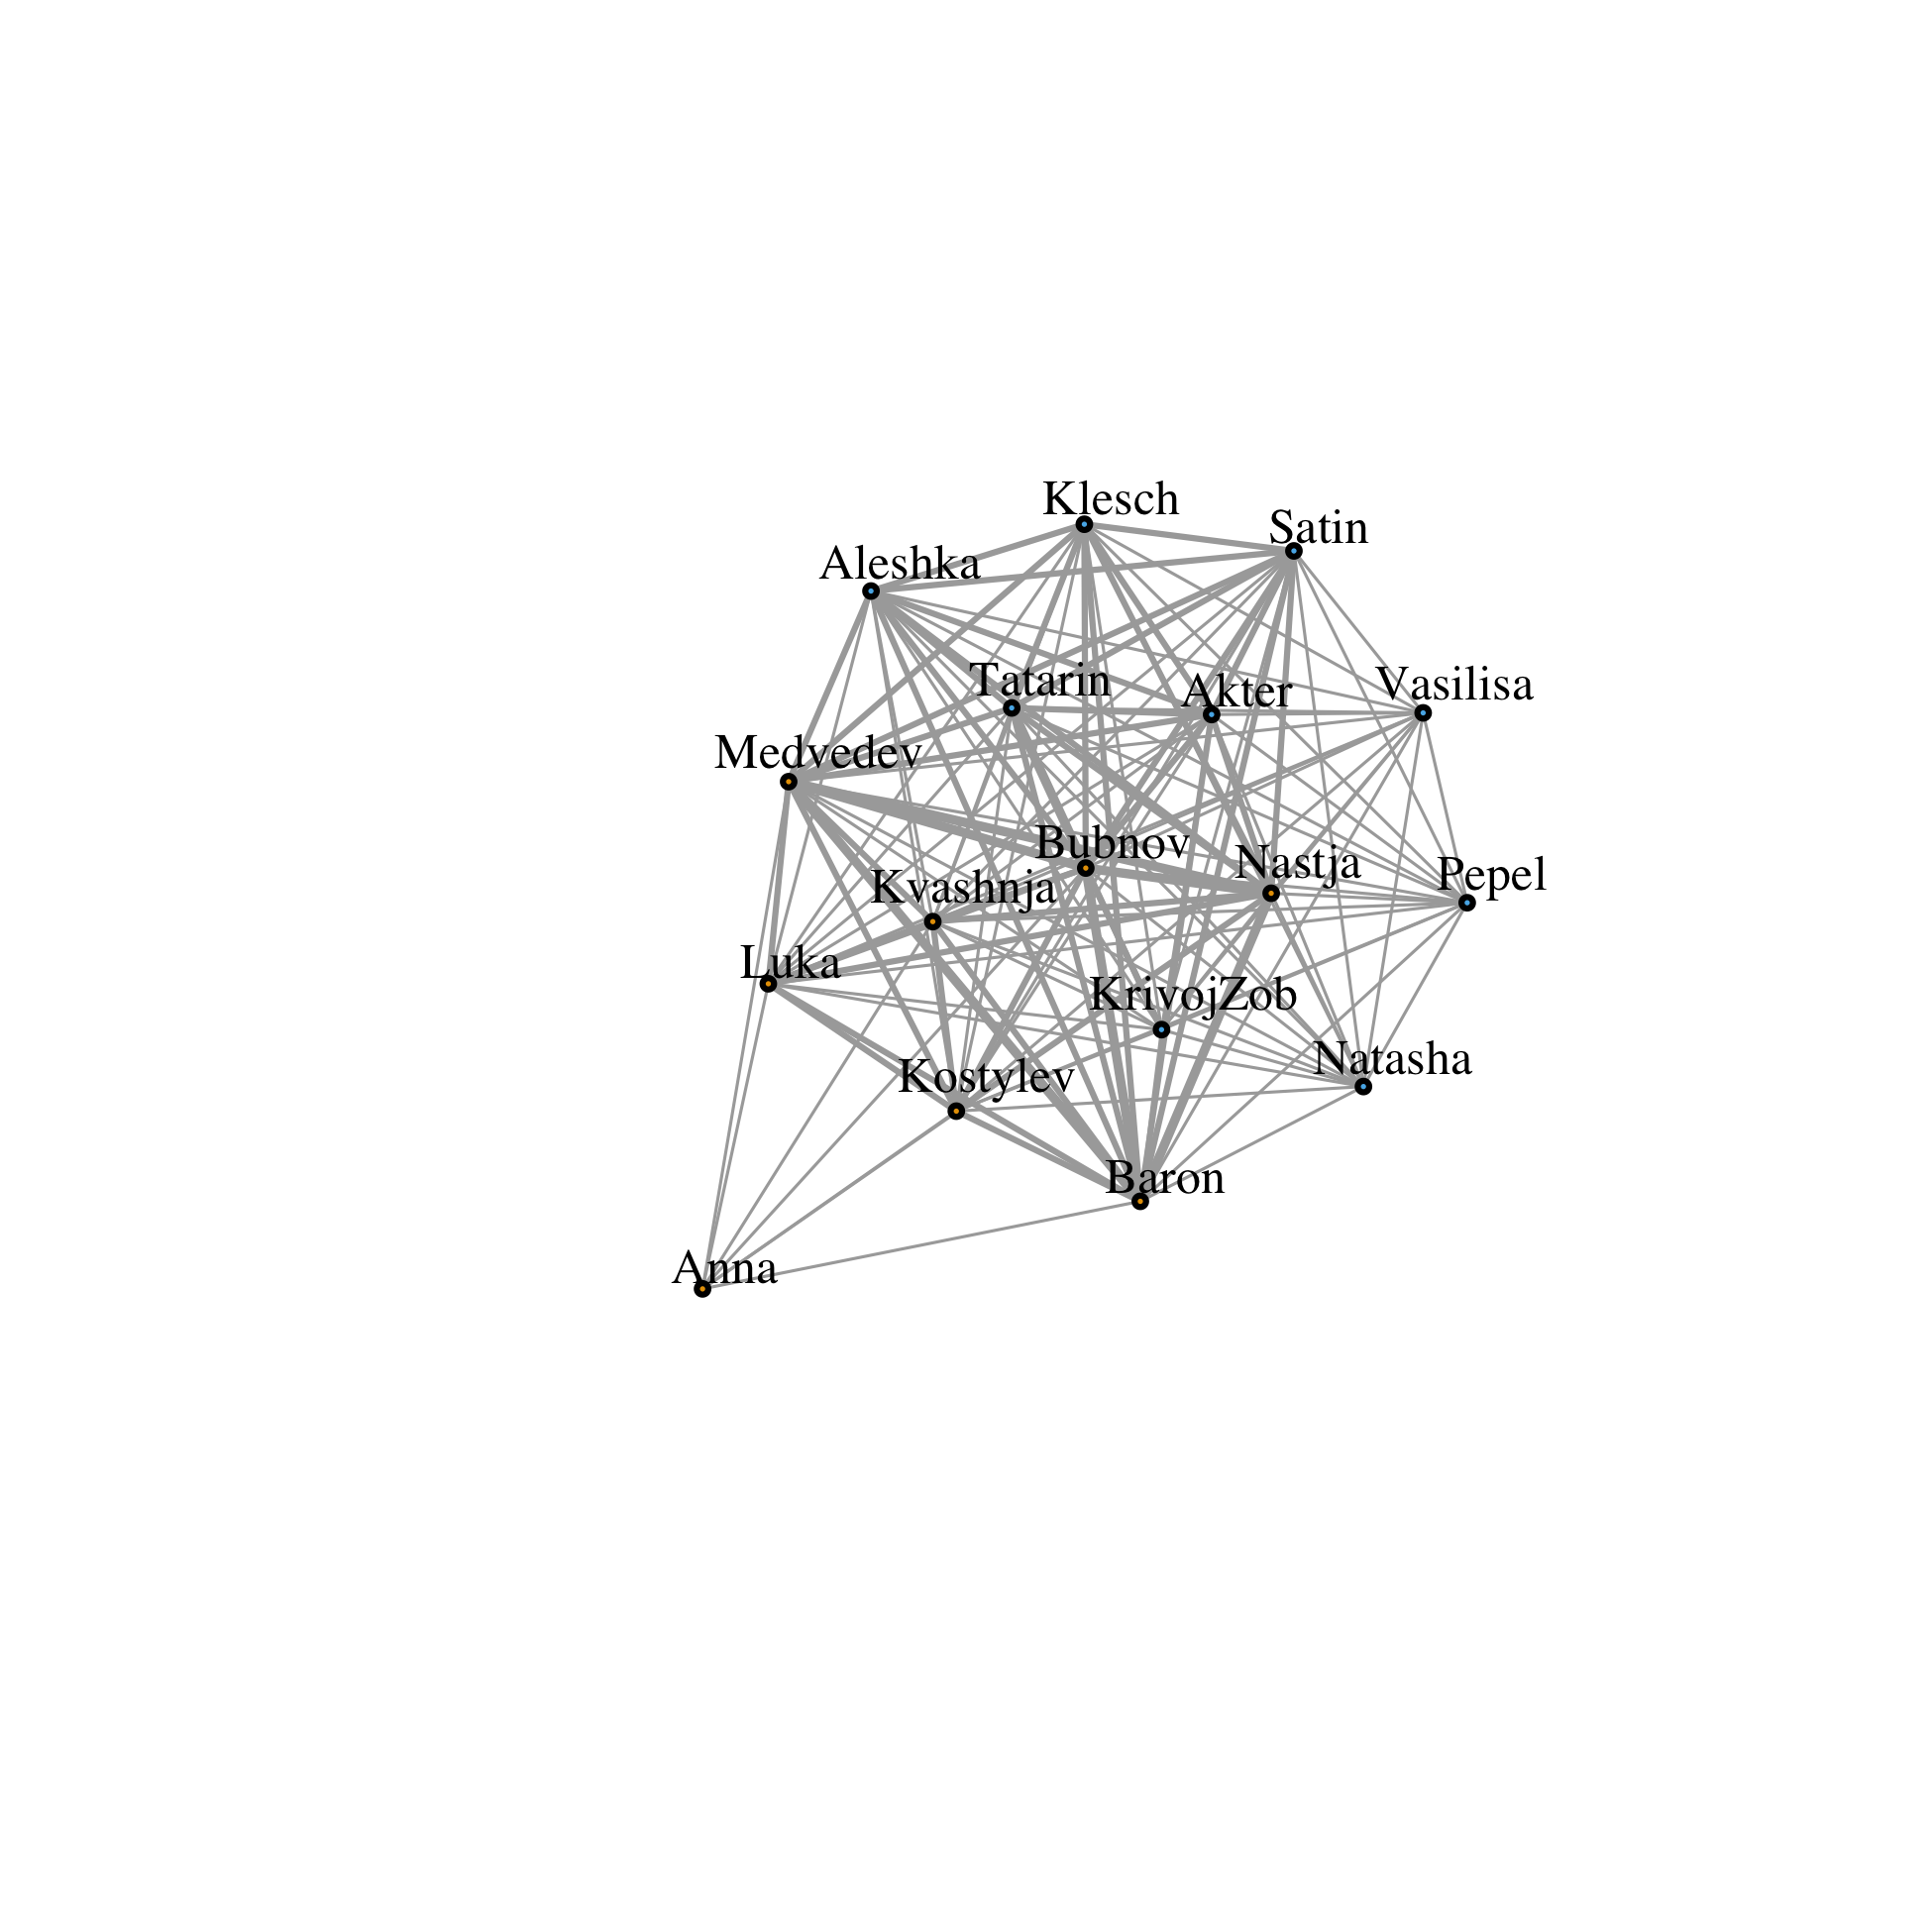 Klesch
Satin
Aleshka
Tatarin
Akter
Vasilisa
Medvedev
Bubnov
Nastja
Pepel
Kvashnja
Luka
KrivojZob
Natasha
Kostylev
Baron
Anna